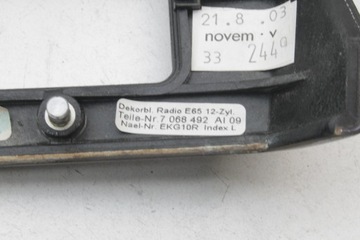 21.8.03
novem·v
33 244
Dekorbl. Radio E65 12-Zyl.
Teile-Nr.7 068 492 AI 09
Nael-Nr. EKG10R Index L